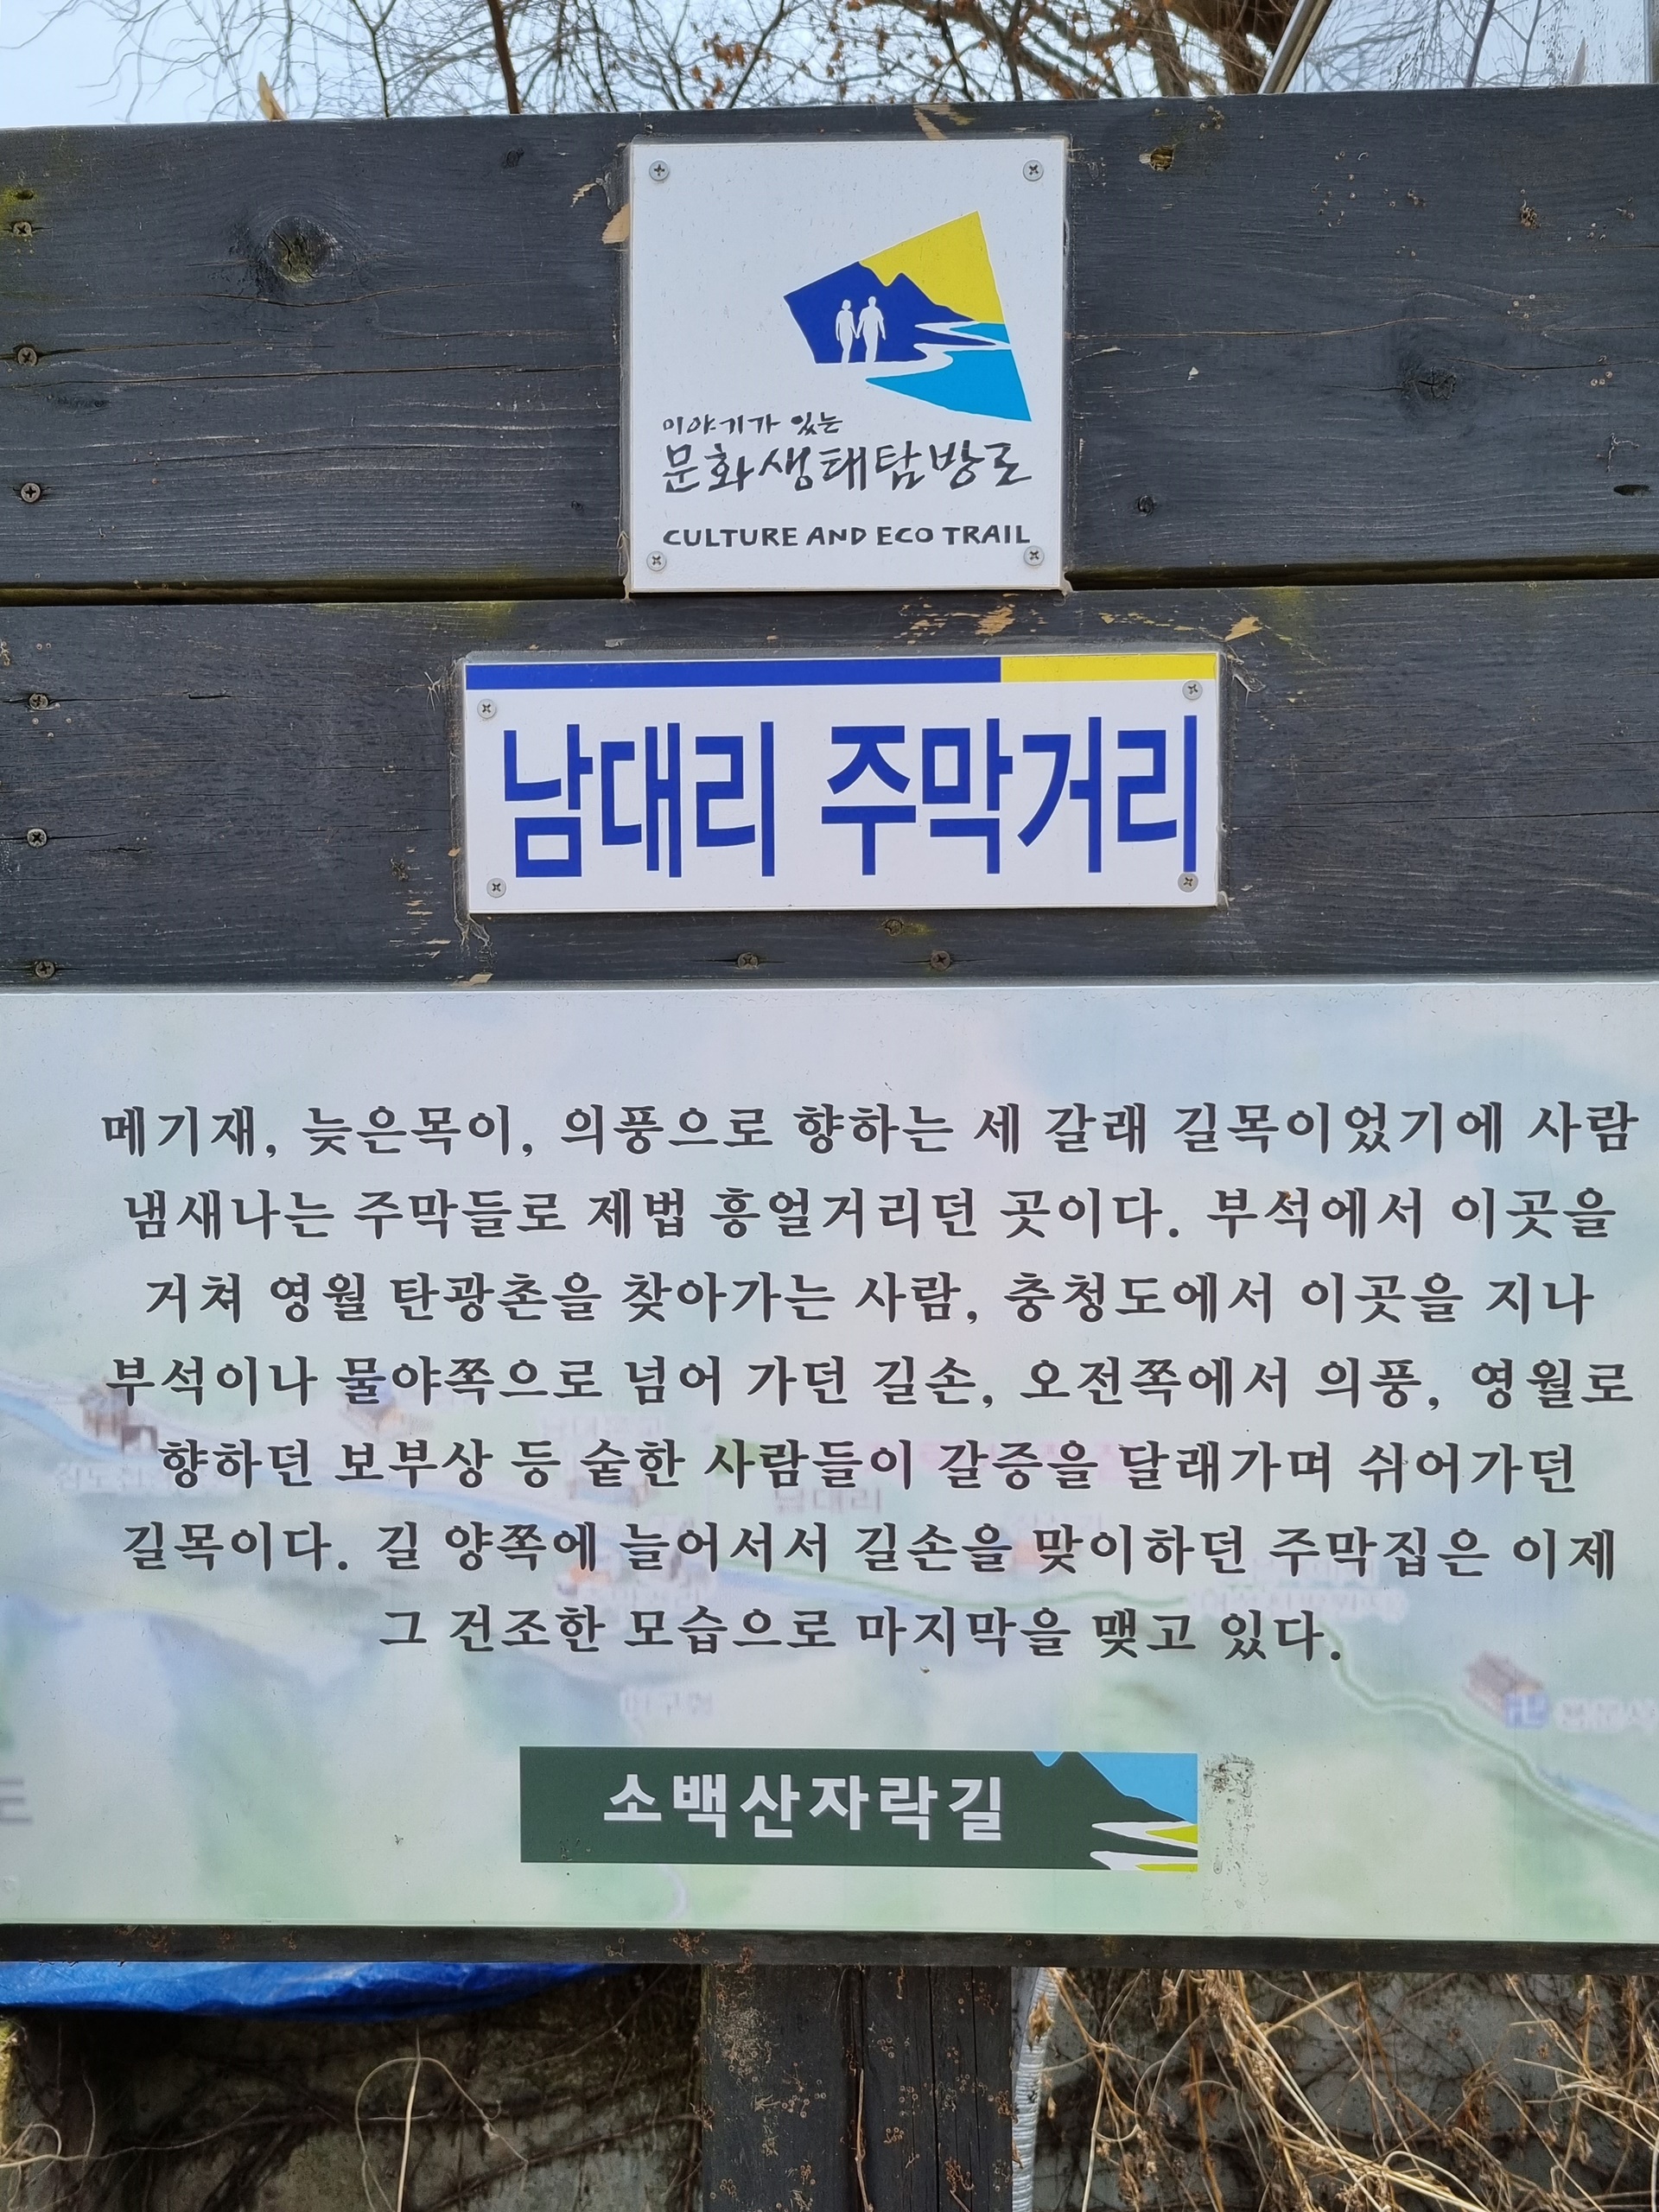 이야기가 있는
문화생태탐방로
CULTURE AND ECO TRAIL
남대리 주막거리
메기재, 늦은목이, 의풍으로 향하는 세 갈래 길목이었기에 사람
냄새나는 주막들로 제법 흥얼거리던 곳이다. 부석에서 이곳을
거쳐 영월 탄광촌을 찾아가는 사람, 충청도에서 이곳을 지나
부석이나 물야쪽으로 넘어 가던 길손, 오전쪽에서 의풍, 영월로
향하던 보부상 등 숱한 사람들이 갈증을 달래가며 쉬어가던
길목이다. 길 양쪽에 늘어서서 길손을 맞이하던 주막집은 이제
그 건조한 모습으로 마지막을 맺고 있다.
남대리
소백산자락길